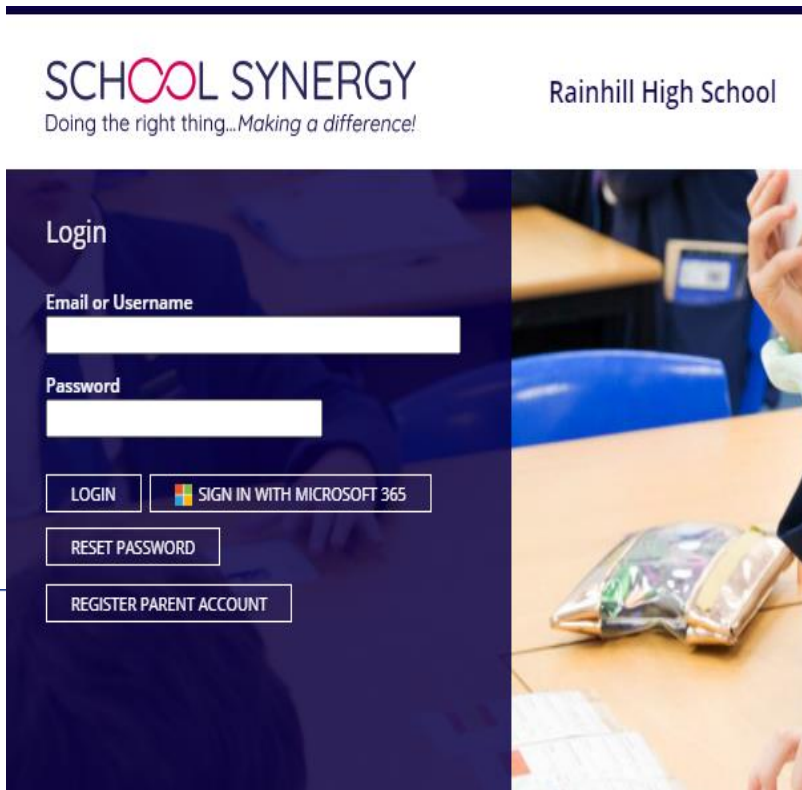 SCHOOL SYNERGY
Doing the right thing...Making a difference!
Rainhill High School
Login
Email or Username
Password
LOGIN
SIGN IN WITH MICROSOFT 365
RESET PASSWORD
REGISTER PARENT ACCOUNT